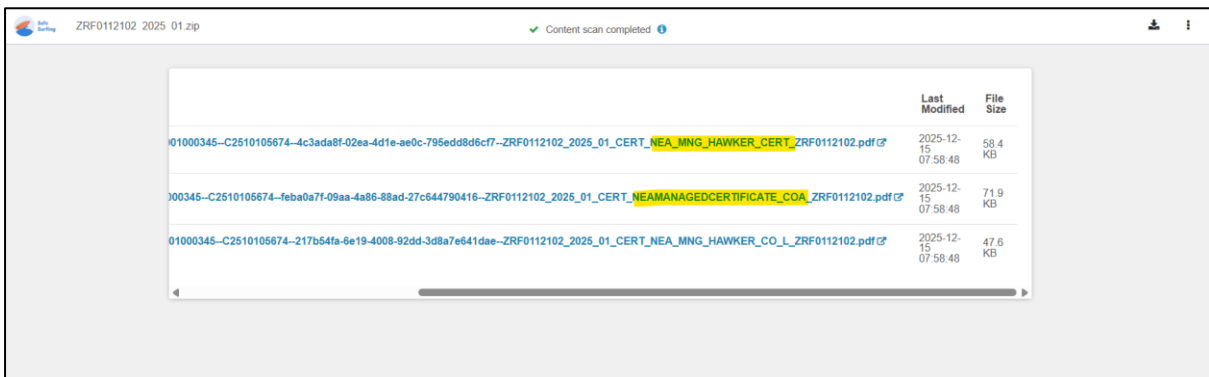 Safe
Surfing
ZRF0112102 2025 01.zip
Content scan completed
Last
Modified
File
Size
01000345--C2510105674--4c3ada8f-02ea-4d1e-ae0c-795edd8d6cf7--ZRF0112102_2025_01_CERT_NEA_MNG_HAWKER_CERT_ZRF0112102.pdf
2025-12-
15
07:58:48
58.4
KB
000345--C2510105674--feba0a7f-09aa-4a86-88ad-27c644790416--ZRF0112102_2025_01_CERT_NEAMANAGEDCERTIFICATE_COA_ZRF0112102.pdf
2025-12-
15
07:58:48
71.9
KB
01000345--C2510105674--217b54fa-6e19-4008-92dd-3d8a7e641dae--ZRF0112102_2025_01_CERT_NEA_MNG_HAWKER_CO_L_ZRF0112102.pdf
2025-12-
15
07:58:48
47.6
KB